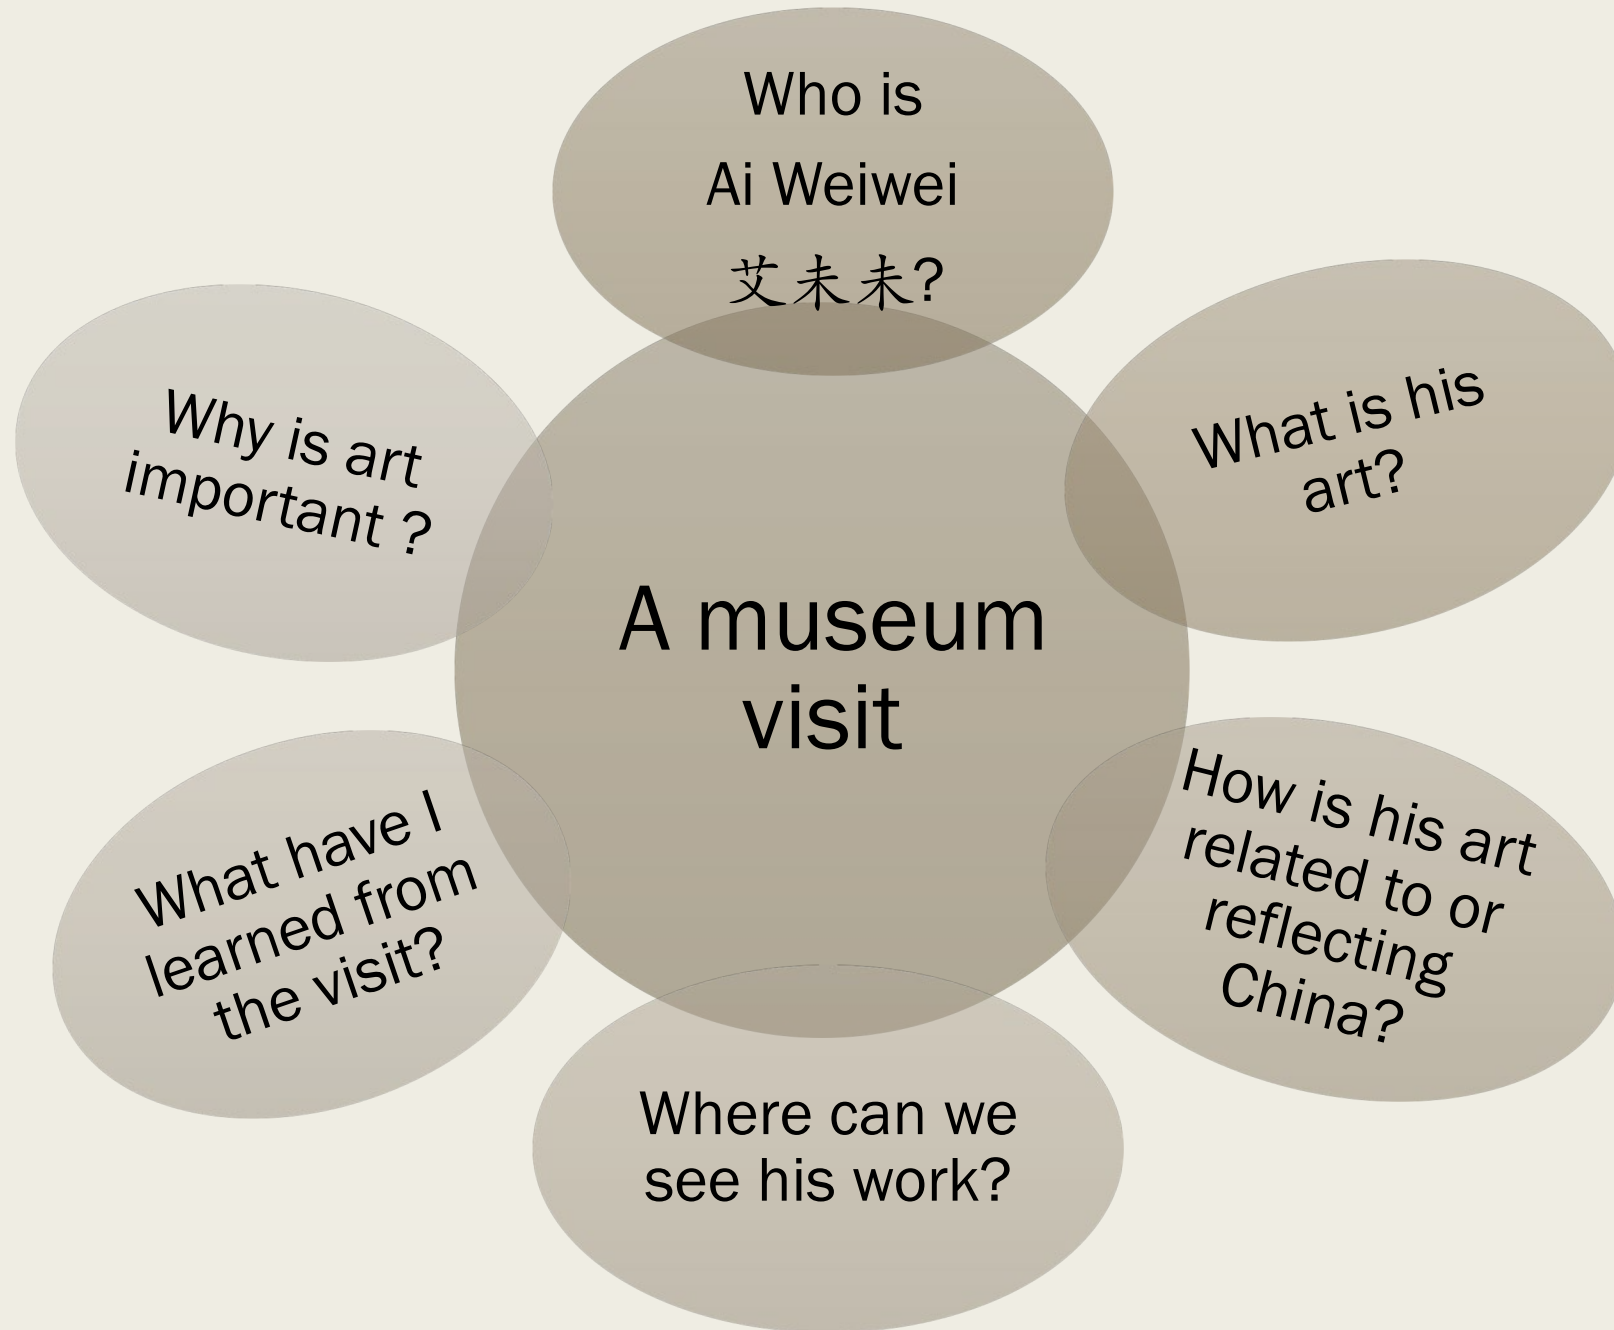 Who is
Ai Weiwei
艾未未?
What is his
art?
How is his art
related to or
reflecting
China?
Where can we
see his work?
What have I
learned from
the visit?
Why is art
important ?
A museum
visit